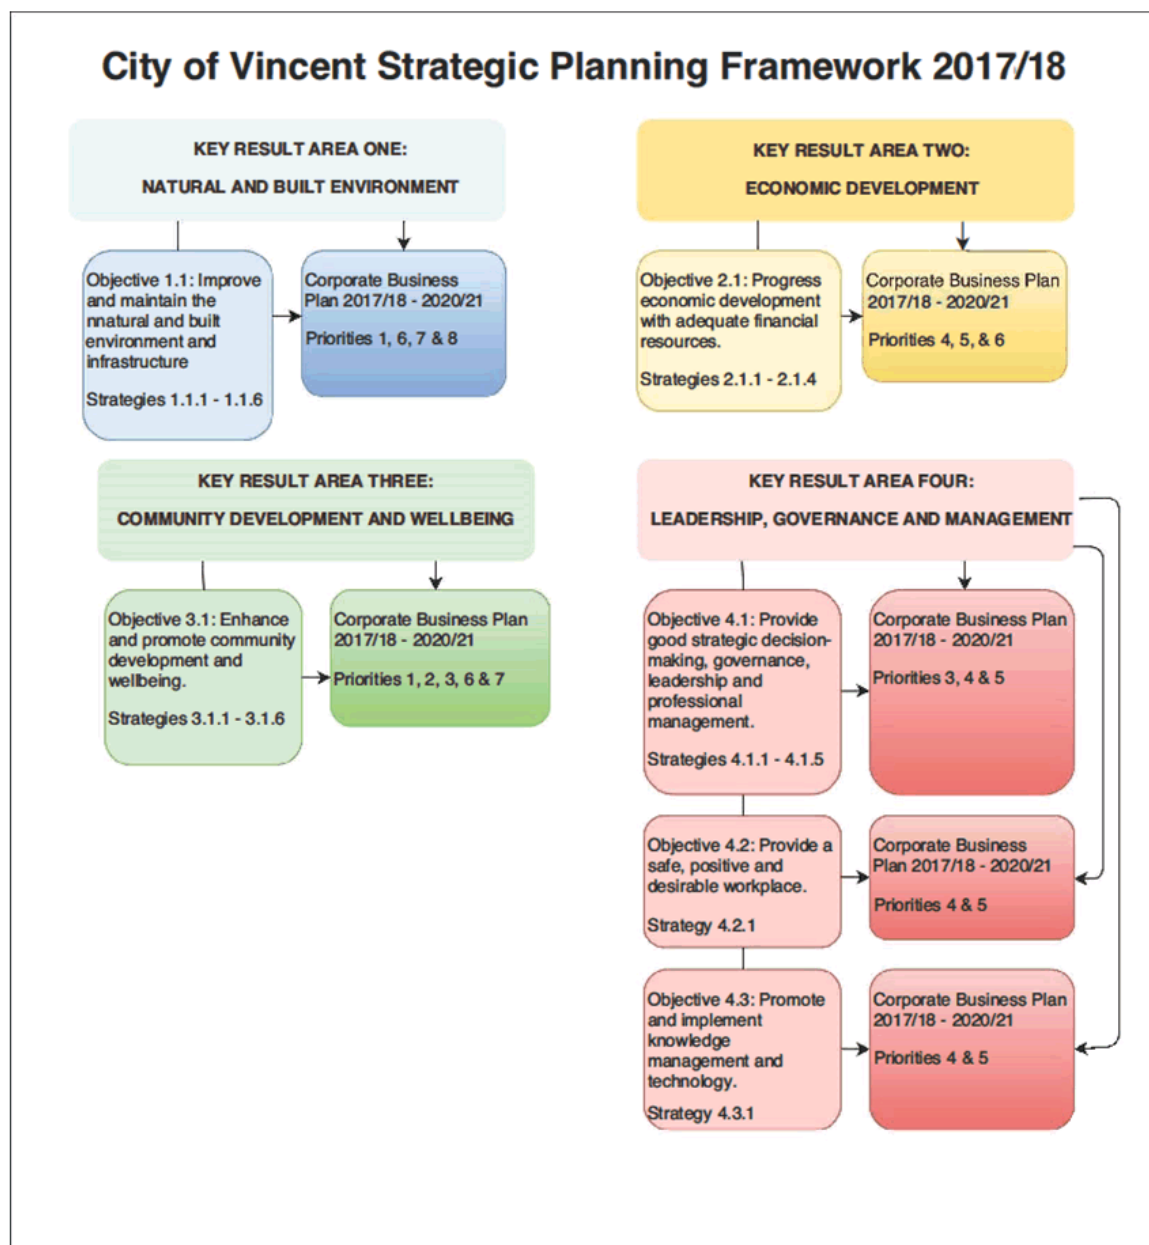 City of Vincent Strategic Planning Framework 2017/18
KEY RESULT AREA ONE:
NATURAL AND BUILT ENVIRONMENT
Objective 1.1: Improve
and maintain the
nnatural and built
environment and
infrastructure
Strategies 1.1.1 - 1.1.6
Corporate Business
Plan 2017/18 - 2020/21
Priorities 1, 6, 7 & 8
KEY RESULT AREA TWO:
ECONOMIC DEVELOPMENT
Objective 2.1: Progress
economic development
with adequate financial
resources.
Strategies 2.1.1 - 2.1.4
Corporate Business Plan
2017/18 - 2020/21
Priorities 4, 5, & 6
KEY RESULT AREA THREE:
COMMUNITY DEVELOPMENT AND WELLBEING
Objective 3.1: Enhance
and promote community
development and
wellbeing.
Strategies 3.1.1 - 3.1.6
Corporate Business Plan
2017/18 - 2020/21
Priorities 1, 2, 3, 6 & 7
KEY RESULT AREA FOUR:
LEADERSHIP, GOVERNANCE AND MANAGEMENT
Objective 4.1: Provide
good strategic decision-
making, governance,
leadership and
professional
management.
Strategies 4.1.1 - 4.1.5
Corporate Business Plan
2017/18 - 2020/21
Priorities 3, 4 & 5
Objective 4.2: Provide a
safe, positive and
desirable workplace.
Strategy 4.2.1
Corporate Business
Plan 2017/18 - 2020/21
Priorities 4 & 5
Objective 4.3: Promote
and implement
knowledge
management and
technology.
Strategy 4.3.1
Corporate Business Plan
2017/18 - 2020/21
Priorities 4 & 5